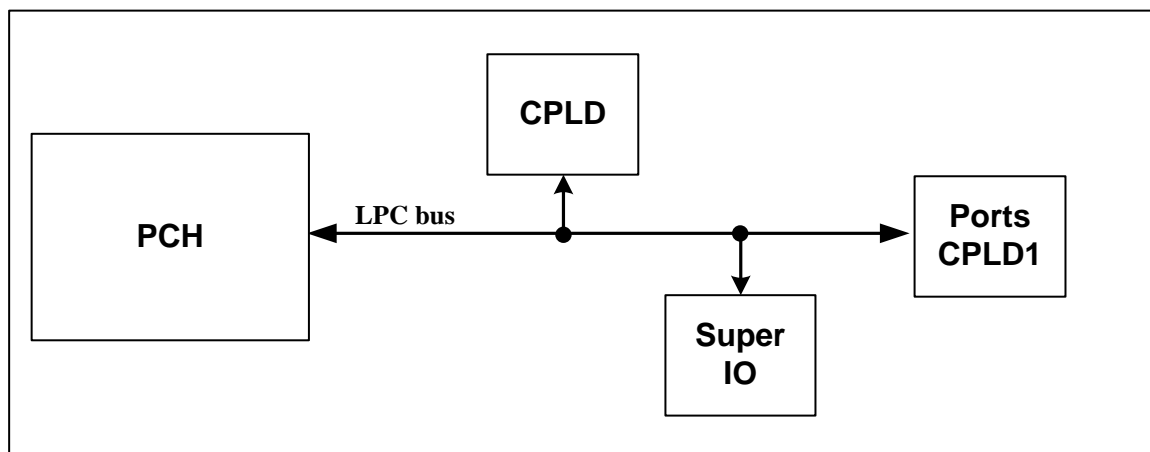 CPLD
PCH
LPC bus
Ports
CPLD1
Super
IO